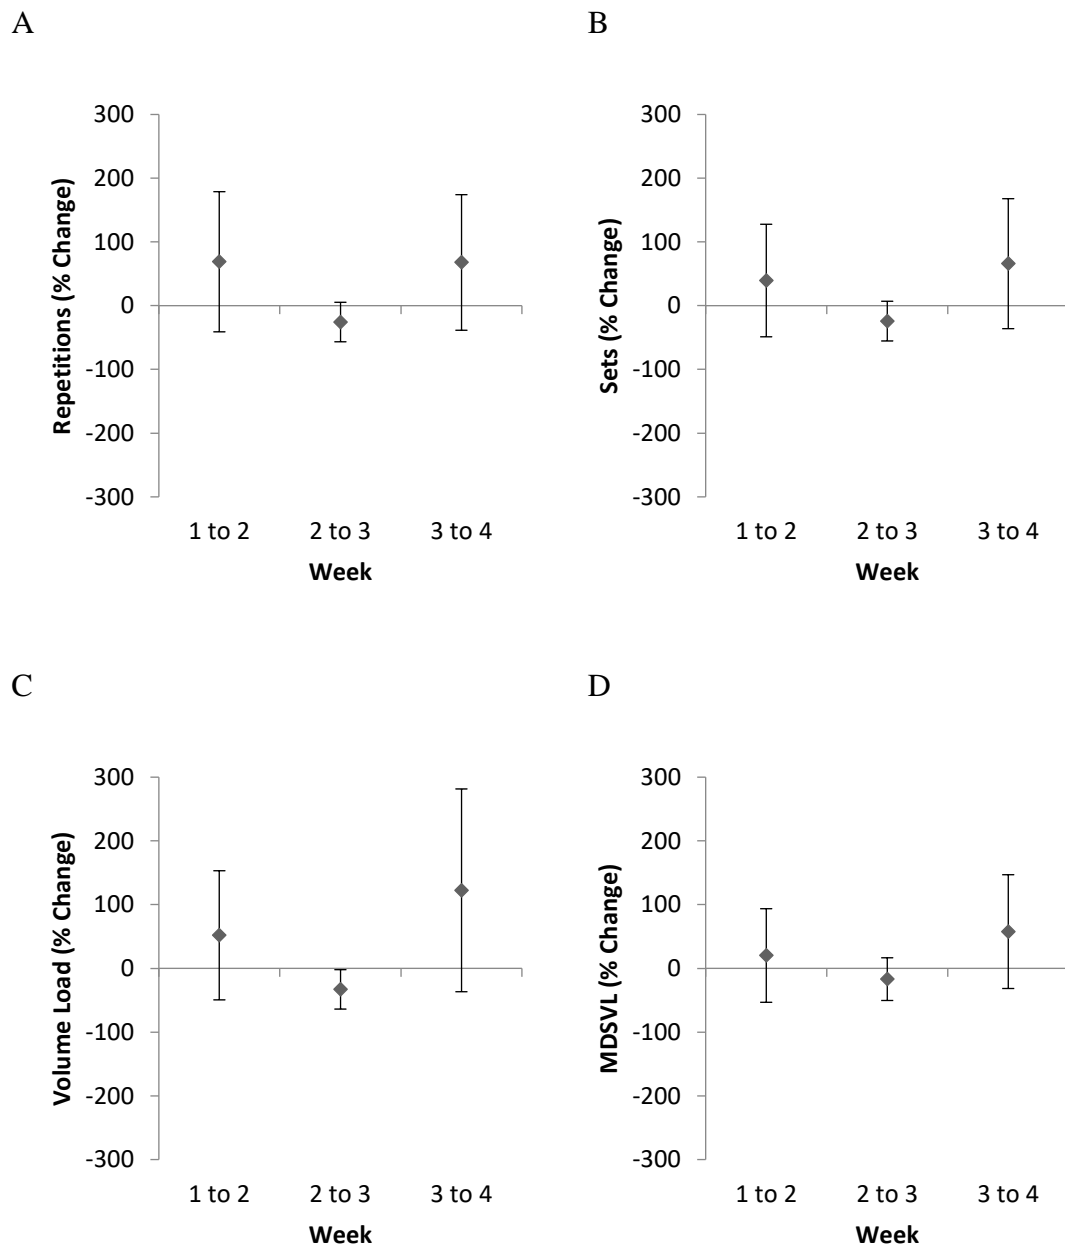 A
B
Repetitions (% Change)
300
200
100
0
-100
-200
-300
1 to 2 2 to 3 3 to 4
Week
Sets (% Change)
300
200
100
0
-100
-200
-300
1 to 2 2 to 3 3 to 4
Week
C
D
Volume Load (% Change)
300
200
100
0
-100
-200
-300
1 to 2 2 to 3 3 to 4
Week
MDSVL (% Change)
300
200
100
0
-100
-200
-300
1 to 2 2 to 3 3 to 4
Week